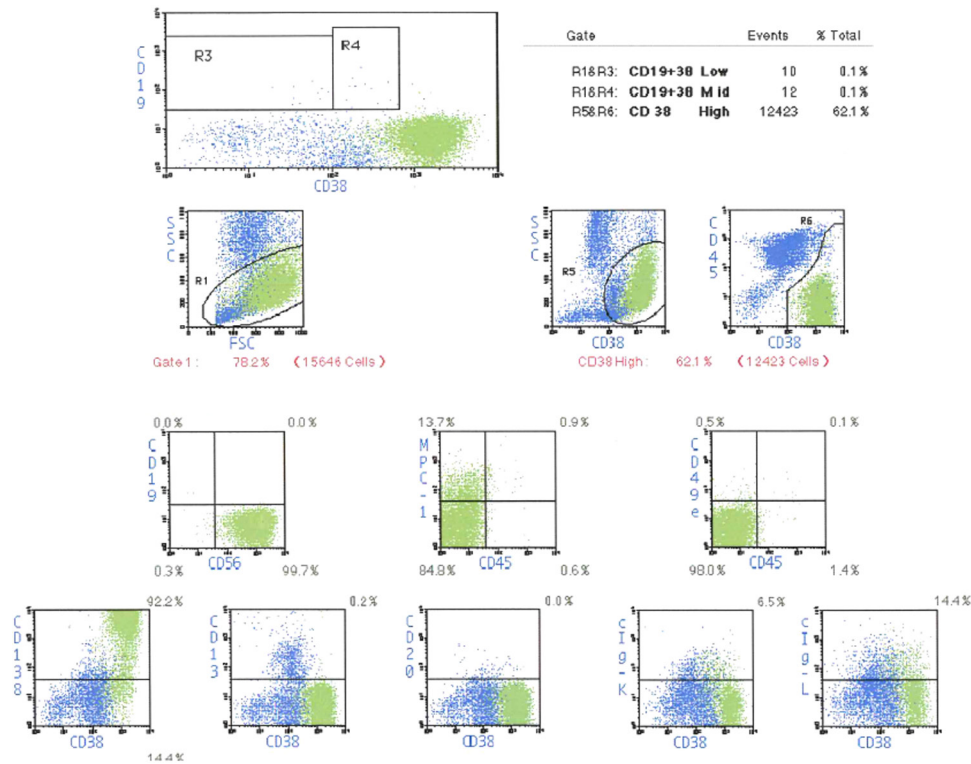 CD19
R3
R4
10⁰ 10¹ 10² 10³ 10⁴
CD38
Gate Events % Total
R1&R3: CD19+38 Low 10 0.1%
R1&R4: CD19+38 Mid 12 0.1%
R5&R6: CD 38 High 12423 62.1%
SSC
R1
FSC
SSC
R5
CD38
CD45
R6
CD38
Gate 1: 78.2% (15646 Cells)
CD38 High: 62.1% (12423 Cells)
0.0% 0.0%
CD19
CD56
0.3% 99.7%
13.7% 0.9%
MPC-1
CD45
84.8% 0.6%
0.5% 0.1%
CD49e
CD45
98.0% 1.4%
92.2%
CD138
CD38
0.2%
CD13
CD38
0.0%
CD20
CD38
6.5%
cIg-K
CD38
14.4%
cIg-L
CD38